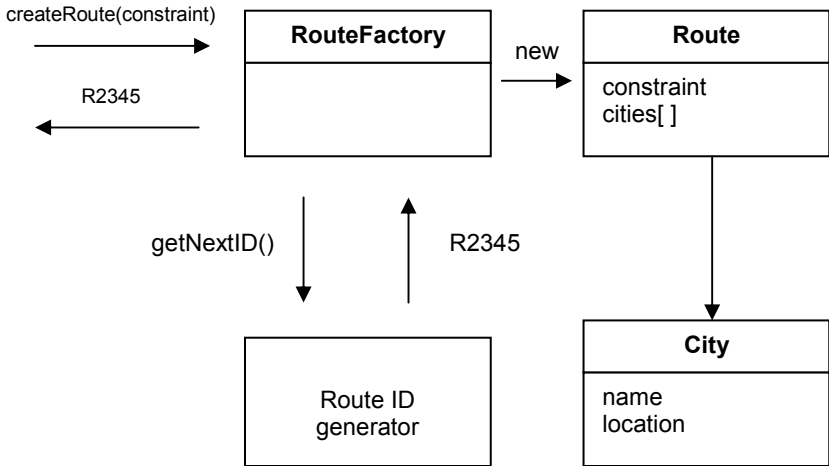 createRoute(constraint)
RouteFactory
new
Route
R2345
constraint
cities[ ]
getNextID()
R2345
City
Route ID
generator
name
location